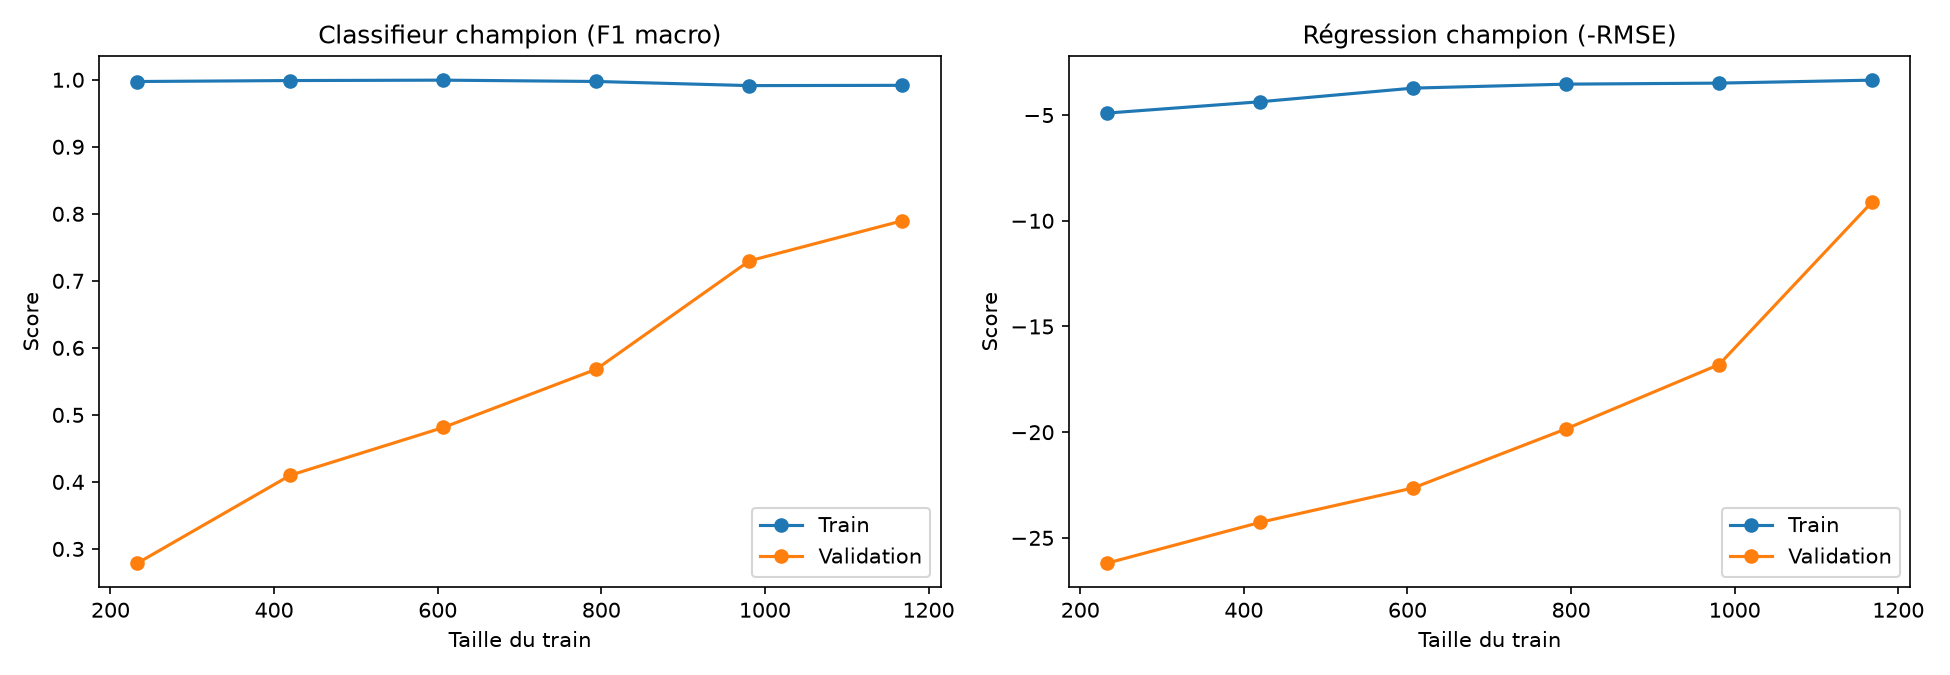 Classifieur champion (F1 macro)
Score
1.0
0.9
0.8
0.7
0.6
0.5
0.4
0.3
200 400 600 800 1000 1200
Taille du train
Train
Validation
Régression champion (-RMSE)
Score
−5
−10
−15
−20
−25
200 400 600 800 1000 1200
Taille du train
Train
Validation